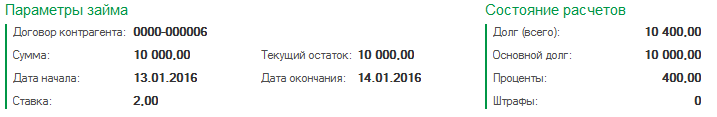 Параметры займа
Состояние расчетов
Договор контрагента: 0000-000006
Долг (всего): 10 400,00
Сумма: 10 000,00 Текущий остаток: 10 000,00
Основной долг: 10 000,00
Дата начала: 13.01.2016 Дата окончания: 14.01.2016
Проценты: 400,00
Ставка: 2,00
Штрафы: 0